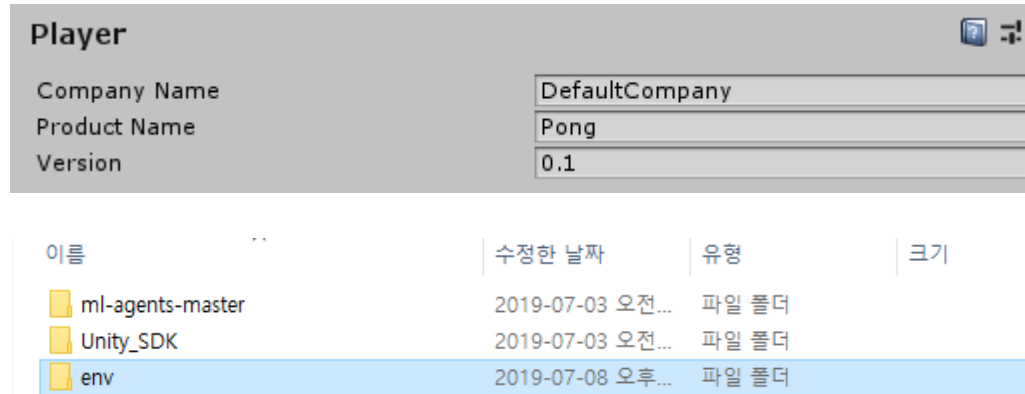 Player
Company Name DefaultCompany
Product Name Pong
Version 0.1
이름 수정한 날짜 유형 크기
ml-agents-master 2019-07-03 오전... 파일 폴더
Unity_SDK 2019-07-03 오전... 파일 폴더
env 2019-07-08 오후... 파일 폴더